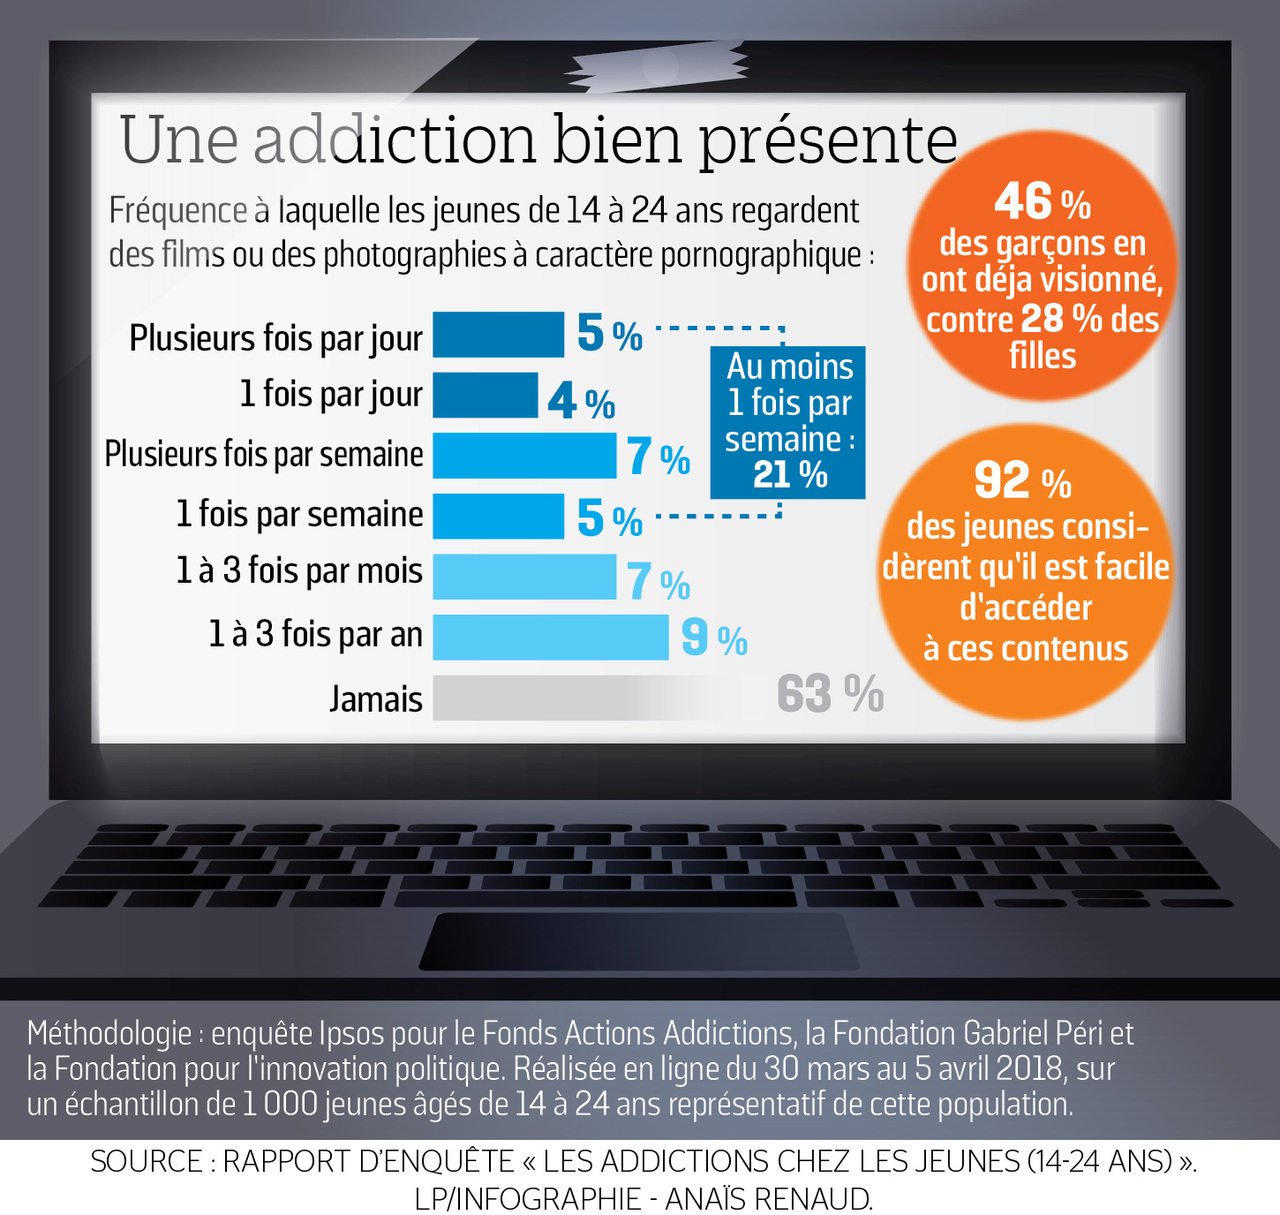 Une addiction bien présente
Fréquence à laquelle les jeunes de 14 à 24 ans regardent
des films ou des photographies à caractère pornographique :
Plusieurs fois par jour 5 %
1 fois par jour 4 %
Plusieurs fois par semaine 7 %
1 fois par semaine 5 %
1 à 3 fois par mois 7 %
1 à 3 fois par an 9 %
Jamais 63 %
Au moins
1 fois par
semaine :
21 %
46 %
des garçons en
ont déja visionné,
contre 28 % des
filles
92 %
des jeunes consi-
dèrent qu'il est facile
d'accéder
à ces contenus
Méthodologie : enquête Ipsos pour le Fonds Actions Addictions, la Fondation Gabriel Péri et
la Fondation pour l'innovation politique. Réalisée en ligne du 30 mars au 5 avril 2018, sur
un échantillon de 1 000 jeunes âgés de 14 à 24 ans représentatif de cette population.
SOURCE : RAPPORT D’ENQUÊTE « LES ADDICTIONS CHEZ LES JEUNES (14-24 ANS) ».
LP/INFOGRAPHIE - ANAÏS RENAUD.